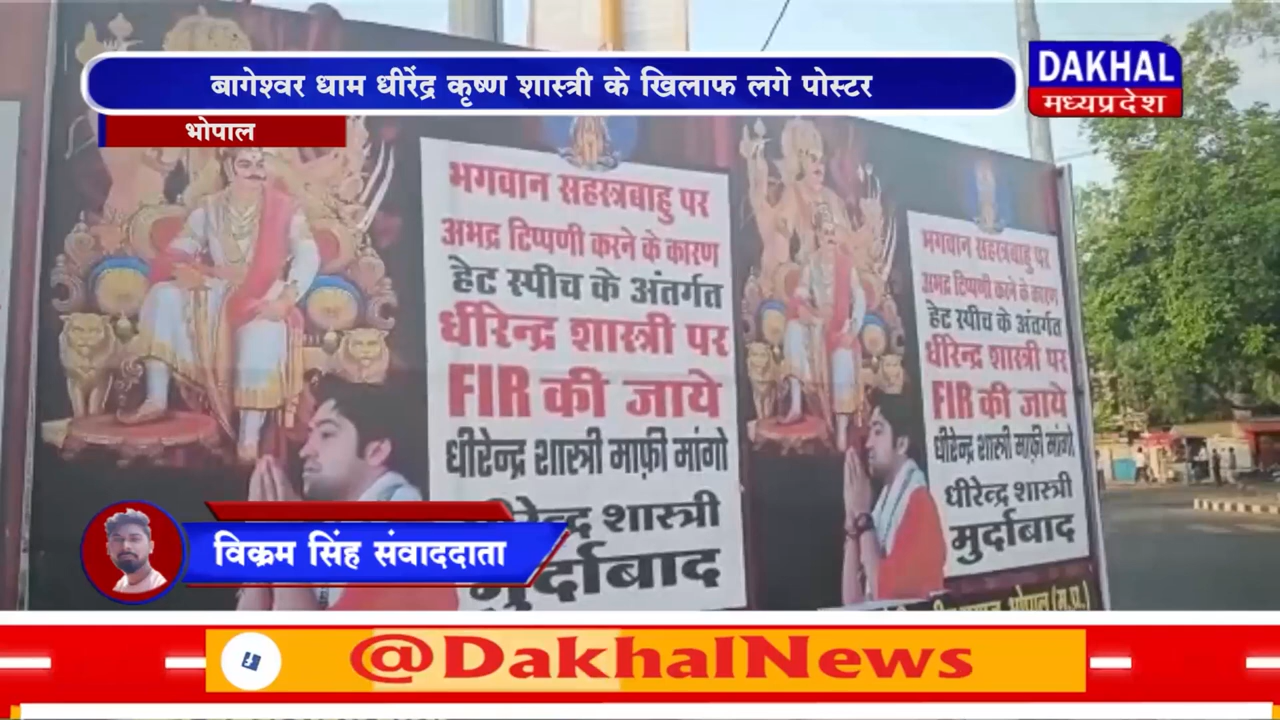 बागेश्वर धाम धीरेंद्र कृष्ण शास्त्री के खिलाफ लगे पोस्टर
DAKHAL
मध्यप्रदेश
भोपाल
भगवान सहस्त्रबाहु पर
अभद्र टिप्पणी करने के कारण
हेट स्पीच के अंतर्गत
धीरेन्द्र शास्त्री पर
FIR की जाये
धीरेन्द्र शास्त्री माफ़ी मांगो
धीरेन्द्र शास्त्री
मुर्दाबाद
भगवान सहस्त्रबाहु पर
अभद्र टिप्पणी करने के कारण
हेट स्पीच के अंतर्गत
धीरेन्द्र शास्त्री पर
FIR की जाये
धीरेन्द्र शास्त्री माफ़ी मांगो
धीरेन्द्र शास्त्री
मुर्दाबाद
भोपाल (म.प्र.)
विक्रम सिंह संवाददाता
@DakhalNews